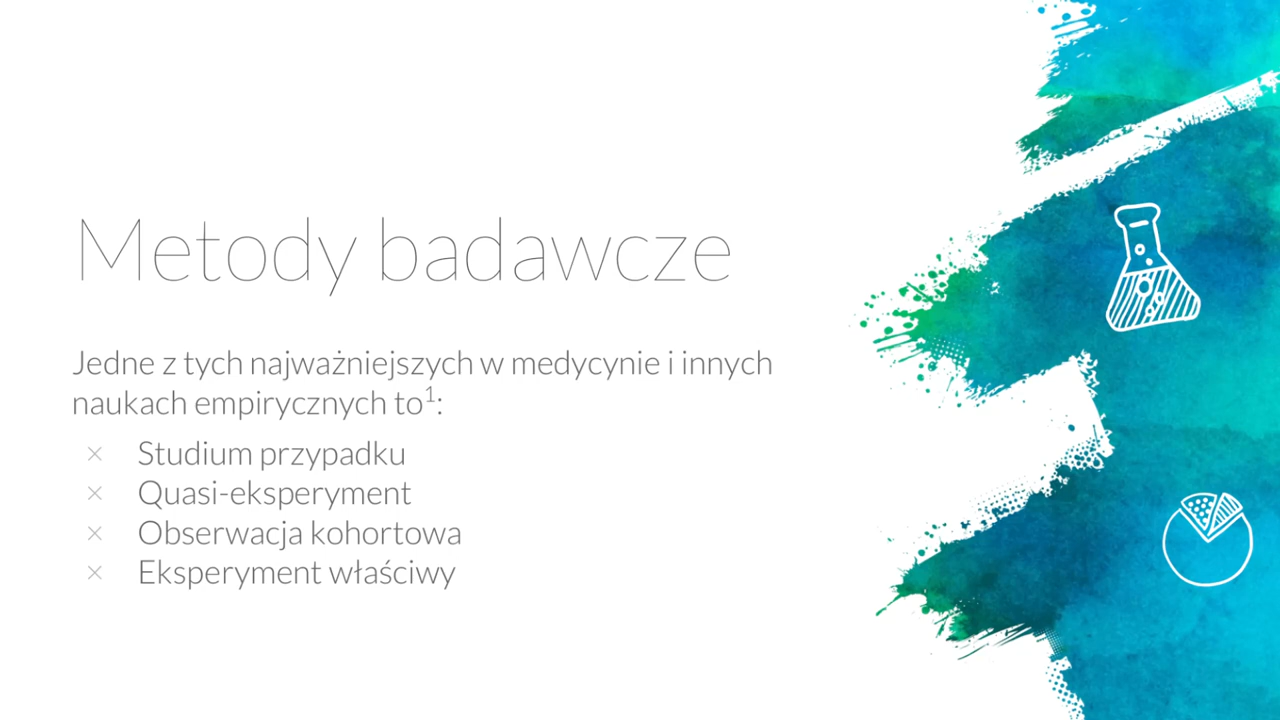 Metody badawcze
Jedne z tych najważniejszych w medycynie i innych
naukach empirycznych to¹:
× Studium przypadku
× Quasi-eksperyment
× Obserwacja kohortowa
× Eksperyment właściwy